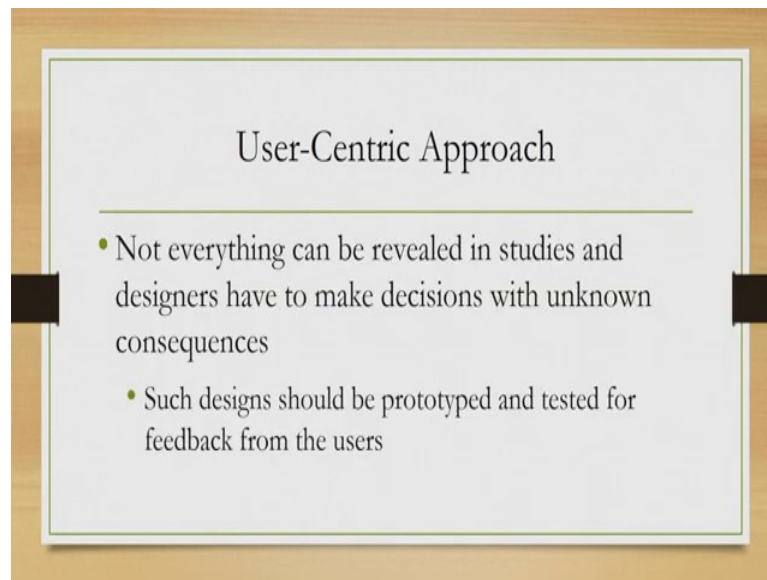 User-Centric Approach
• Not everything can be revealed in studies and
designers have to make decisions with unknown
consequences
• Such designs should be prototyped and tested for
feedback from the users